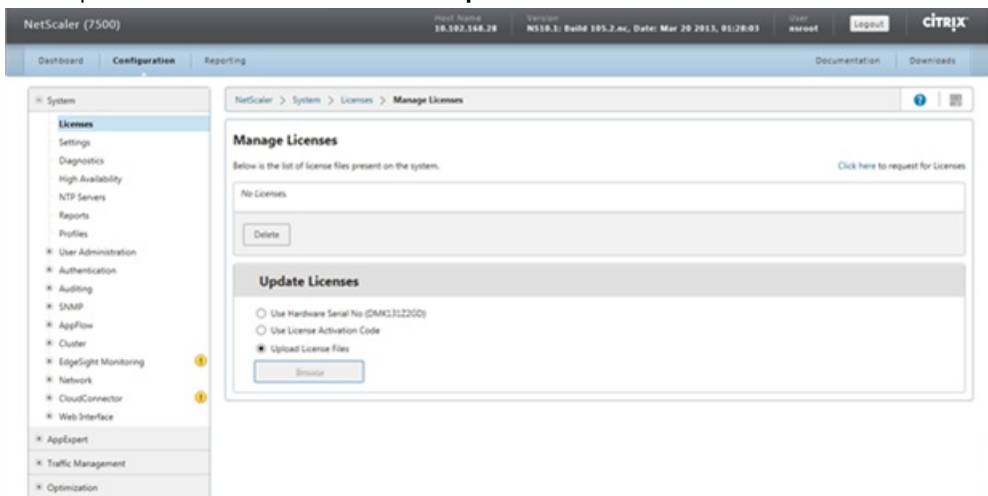 NetScaler (7500)
Host Name
10.102.168.28
Version
NS10.1: Build 105.2.nc, Date: Mar 20 2013, 01:28:03
User
nsroot
Logout
CITRIX
Dashboard Configuration Reporting
Documentation Downloads
System
Licenses
Settings
Diagnostics
High Availability
NTP Servers
Reports
Profiles
User Administration
Authentication
Auditing
SNMP
AppFlow
Cluster
EdgeSight Monitoring
Network
CloudConnector
Web Interface
AppExpert
Traffic Management
Optimization
NetScaler > System > Licenses > Manage Licenses
Manage Licenses
Below is the list of license files present on the system.
Click here to request for Licenses
No Licenses.
Delete
Update Licenses
Use Hardware Serial No (DMK131Z2GD)
Use License Activation Code
Upload License Files
Browse